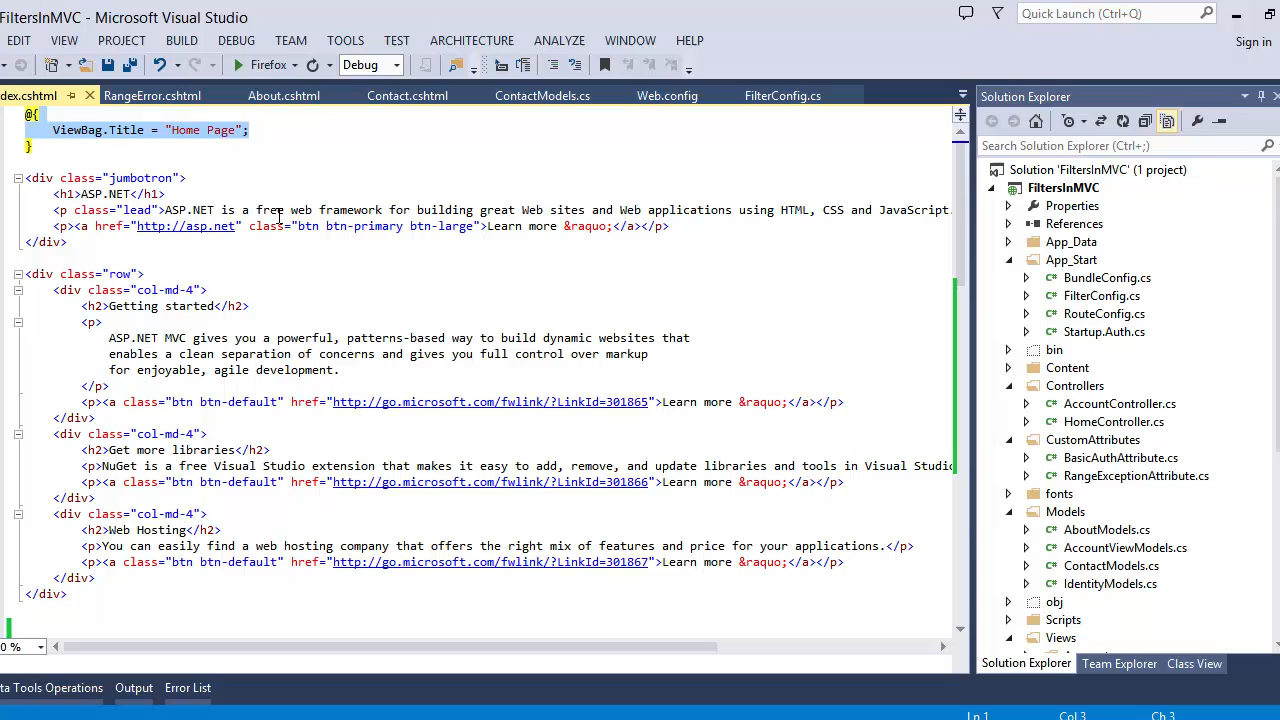 FiltersInMVC - Microsoft Visual Studio
Quick Launch (Ctrl+Q)
EDIT VIEW PROJECT BUILD DEBUG TEAM TOOLS TEST ARCHITECTURE ANALYZE WINDOW HELP
Sign in
Firefox Debug
dex.cshtml RangeError.cshtml About.cshtml Contact.cshtml ContactModels.cs Web.config FilterConfig.cs
@{
ViewBag.Title = "Home Page";
}
<div class="jumbotron">
<h1>ASP.NET</h1>
<p class="lead">ASP.NET is a free web framework for building great Web sites and Web applications using HTML, CSS and JavaScript.
<p><a href="http://asp.net" class="btn btn-primary btn-large">Learn more &raquo;</a></p>
</div>
<div class="row">
<div class="col-md-4">
<h2>Getting started</h2>
<p>
ASP.NET MVC gives you a powerful, patterns-based way to build dynamic websites that
enables a clean separation of concerns and gives you full control over markup
for enjoyable, agile development.
</p>
<p><a class="btn btn-default" href="http://go.microsoft.com/fwlink/?LinkId=301865">Learn more &raquo;</a></p>
</div>
<div class="col-md-4">
<h2>Get more libraries</h2>
<p>NuGet is a free Visual Studio extension that makes it easy to add, remove, and update libraries and tools in Visual Studio
<p><a class="btn btn-default" href="http://go.microsoft.com/fwlink/?LinkId=301866">Learn more &raquo;</a></p>
</div>
<div class="col-md-4">
<h2>Web Hosting</h2>
<p>You can easily find a web hosting company that offers the right mix of features and price for your applications.</p>
<p><a class="btn btn-default" href="http://go.microsoft.com/fwlink/?LinkId=301867">Learn more &raquo;</a></p>
</div>
</div>
0 %
Solution Explorer
Search Solution Explorer (Ctrl+;)
Solution 'FiltersInMVC' (1 project)
FiltersInMVC
Properties
References
App_Data
App_Start
BundleConfig.cs
FilterConfig.cs
RouteConfig.cs
Startup.Auth.cs
bin
Content
Controllers
AccountController.cs
HomeController.cs
CustomAttributes
BasicAuthAttribute.cs
RangeExceptionAttribute.cs
fonts
Models
AboutModels.cs
AccountViewModels.cs
ContactModels.cs
IdentityModels.cs
obj
Scripts
Views
Solution Explorer Team Explorer Class View
ta Tools Operations Output Error List
Ln 1 Col 3 Ch 3